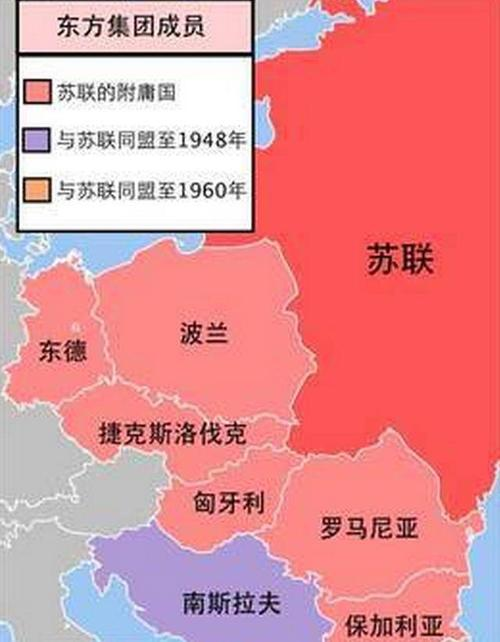 东方集团成员
苏联的附庸国
与苏联同盟至1948年
与苏联同盟至1960年
苏联
波兰
东德
捷克斯洛伐克
匈牙利
罗马尼亚
南斯拉夫
保加利亚